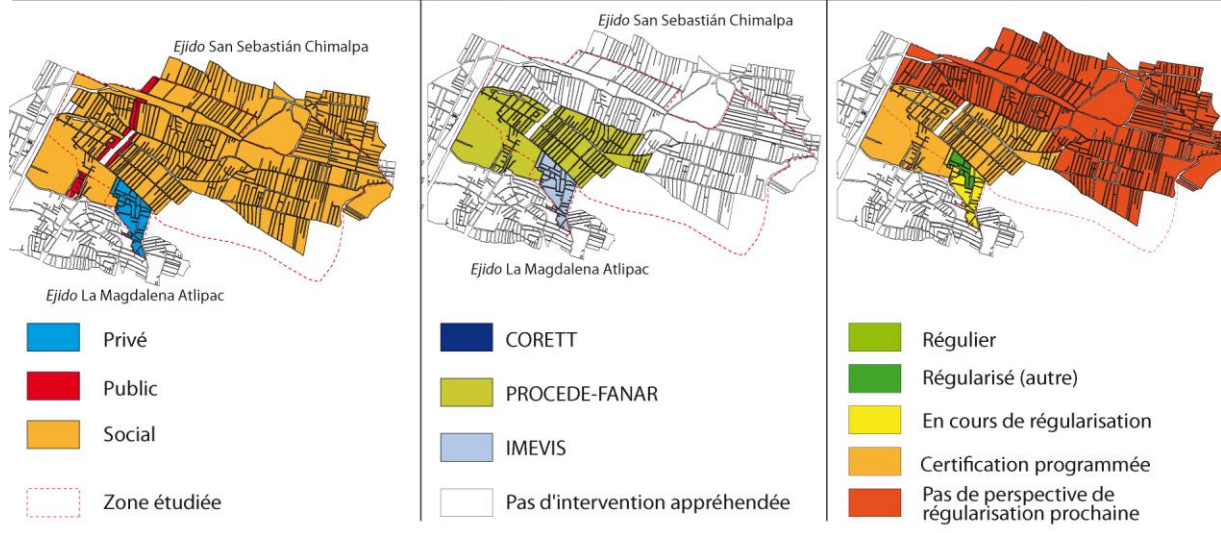 Ejido San Sebastián Chimalpa
Ejido La Magdalena Atlipac
Privé
Public
Social
Zone étudiée
Ejido San Sebastián Chimalpa
Ejido La Magdalena Atlipac
CORETT
PROCEDE-FANAR
IMEVIS
Pas d'intervention appréhendée
Régulier
Régularisé (autre)
En cours de régularisation
Certification programmée
Pas de perspective de
régularisation prochaine